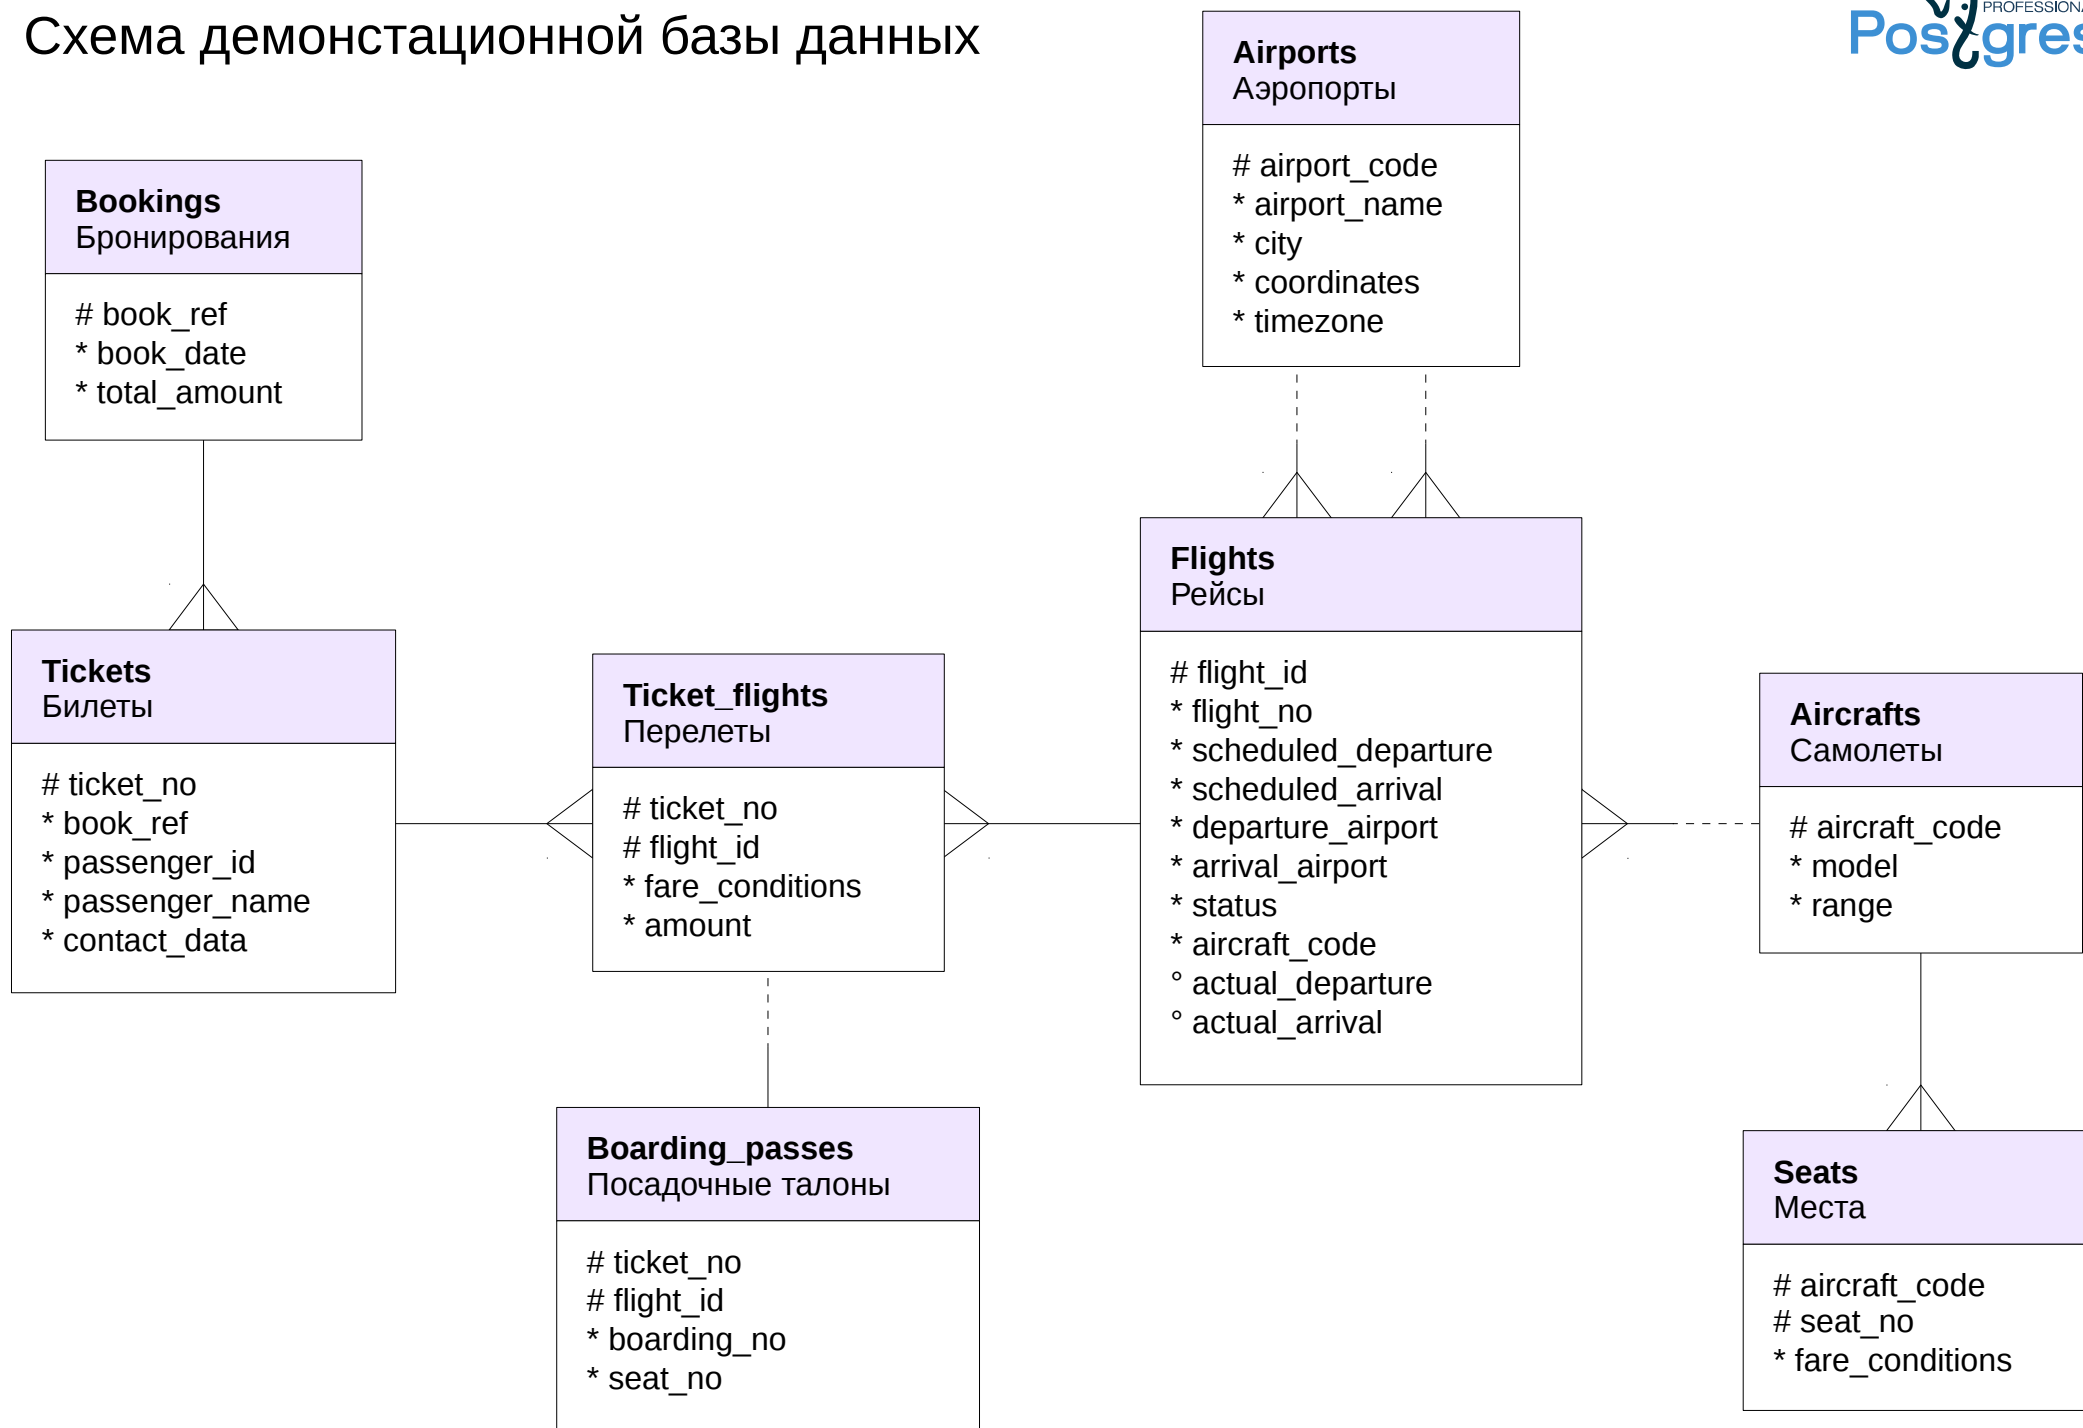 Схема демонстационной базы данных
PROFESSIONA
Postgres
Airports
Аэропорты
# airport_code
* airport_name
* city
* coordinates
* timezone
Bookings
Бронирования
# book_ref
* book_date
* total_amount
Flights
Рейсы
# flight_id
* flight_no
* scheduled_departure
* scheduled_arrival
* departure_airport
* arrival_airport
* status
* aircraft_code
° actual_departure
° actual_arrival
Tickets
Билеты
# ticket_no
* book_ref
* passenger_id
* passenger_name
* contact_data
Ticket_flights
Перелеты
# ticket_no
# flight_id
* fare_conditions
* amount
Aircrafts
Самолеты
# aircraft_code
* model
* range
Boarding_passes
Посадочные талоны
# ticket_no
# flight_id
* boarding_no
* seat_no
Seats
Места
# aircraft_code
# seat_no
* fare_conditions